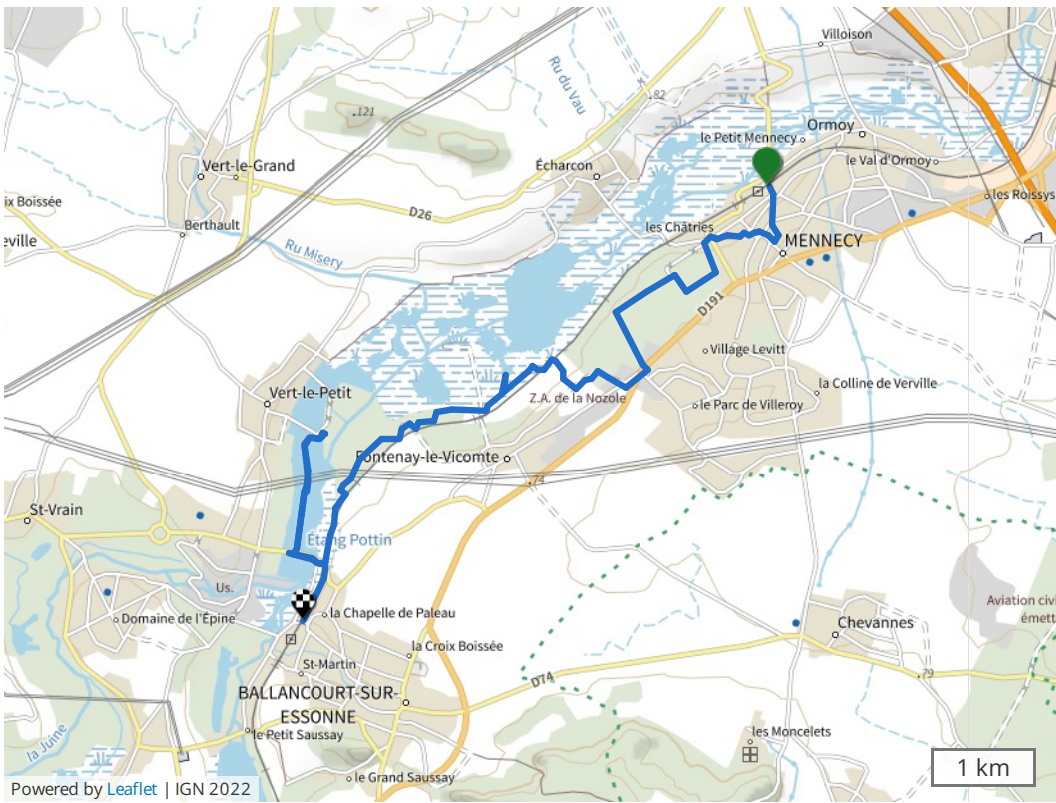 Villoison
Ru du Vau
82
.121
Ormoy
le Petit Mennecy
Écharcon
le Val d'Ormoy
Vert-le-Grand
les Roissys
ix Boissée
D26
Berthault
les Châtries
eville
MENNECY
Ru Misery
D191
Village Levitt
la Colline de Verville
Vert-le-Petit
Z.A. de la Nozole
le Parc de Villeroy
Fontenay-le-Vicomte
74
St-Vrain
Étang Pottin
Us.
Aviation civi
émett
la Chapelle de Paleau
Domaine de l'Épine
Chevannes
la Croix Boissée
St-Martin
79
D74
BALLANCOURT-SUR-
ESSONNE
la Juine
le Petit Saussay
les Moncelets
1 km
le Grand Saussay
Powered by Leaflet | IGN 2022